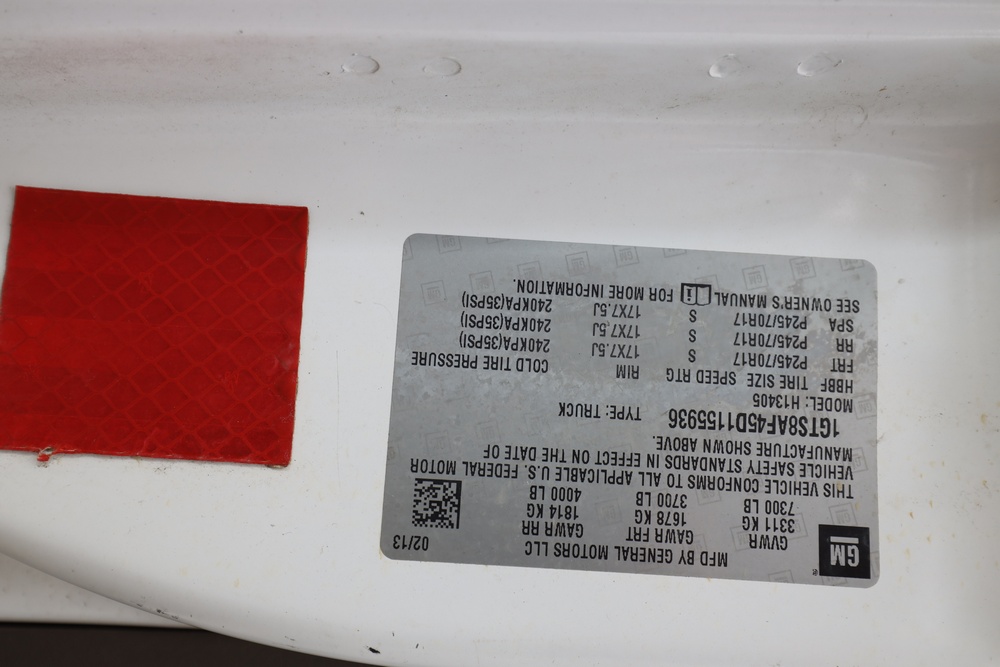 GM
MFD BY GENERAL MOTORS LLC 02/13
GVWR GAWR FRT GAWR RR
3311 KG 1678 KG 1814 KG
7300 LB 3700 LB 4000 LB
THIS VEHICLE CONFORMS TO ALL APPLICABLE U.S. FEDERAL MOTOR
VEHICLE SAFETY STANDARDS IN EFFECT ON THE DATE OF
MANUFACTURE SHOWN ABOVE.
1GTS8AF45D1155936 TYPE: TRUCK
MODEL: H13405
HBBF TIRE SIZE SPEED RTG RIM COLD TIRE PRESSURE
FRT P245/70R17 S 17X7.5J 240KPA(35PSI)
RR P245/70R17 S 17X7.5J 240KPA(35PSI)
SPA P245/70R17 S 17X7.5J 240KPA(35PSI)
SEE OWNER'S MANUAL FOR MORE INFORMATION.